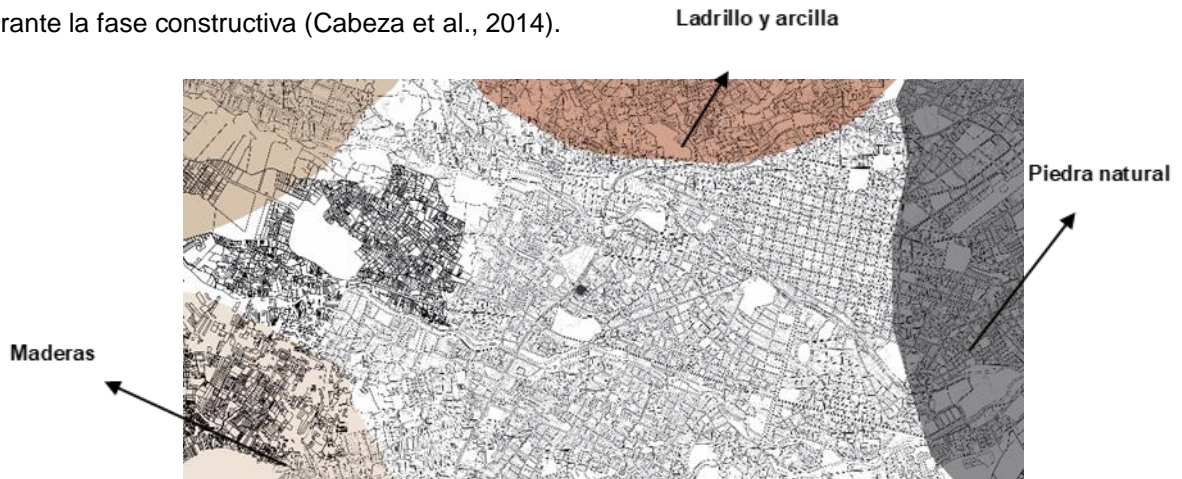 rante la fase constructiva (Cabeza et al., 2014).
Ladrillo y arcilla
Piedra natural
Maderas